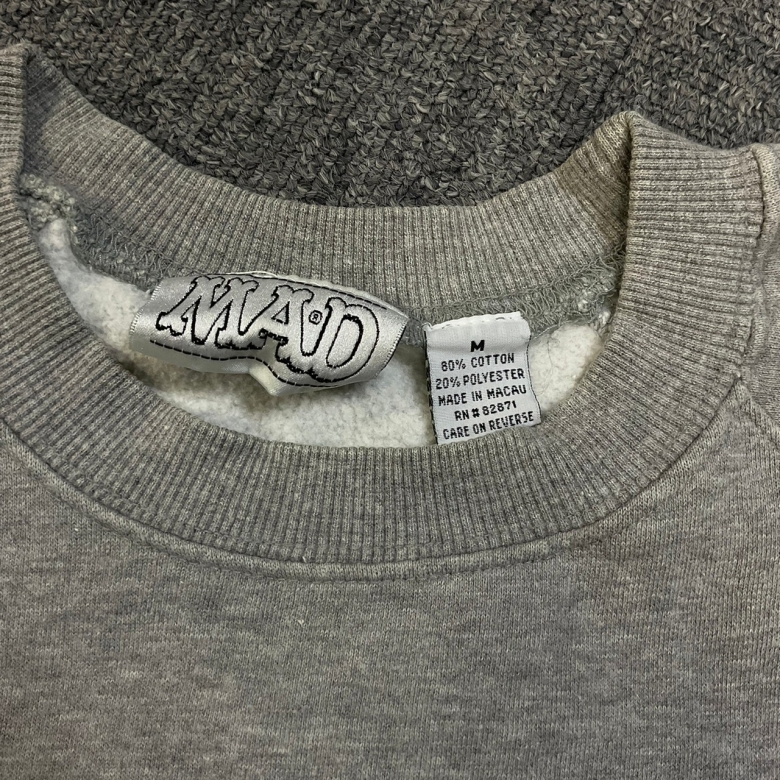 MAD®
M
80% COTTON
20% POLYESTER
MADE IN MACAU
RN# 82871
CARE ON REVERSE